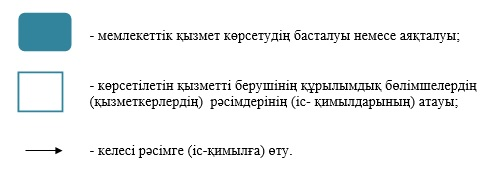 - мемлекеттік қызмет көрсетудің басталуы немесе аяқталуы;
- көрсетілетін қызметті берушінің құрылымдық бөлімшелердің
(қызметкерлердің) рәсімдерінің (іс- қимылдарының) атауы;
- келесі рәсімге (іс-қимылға) өту.